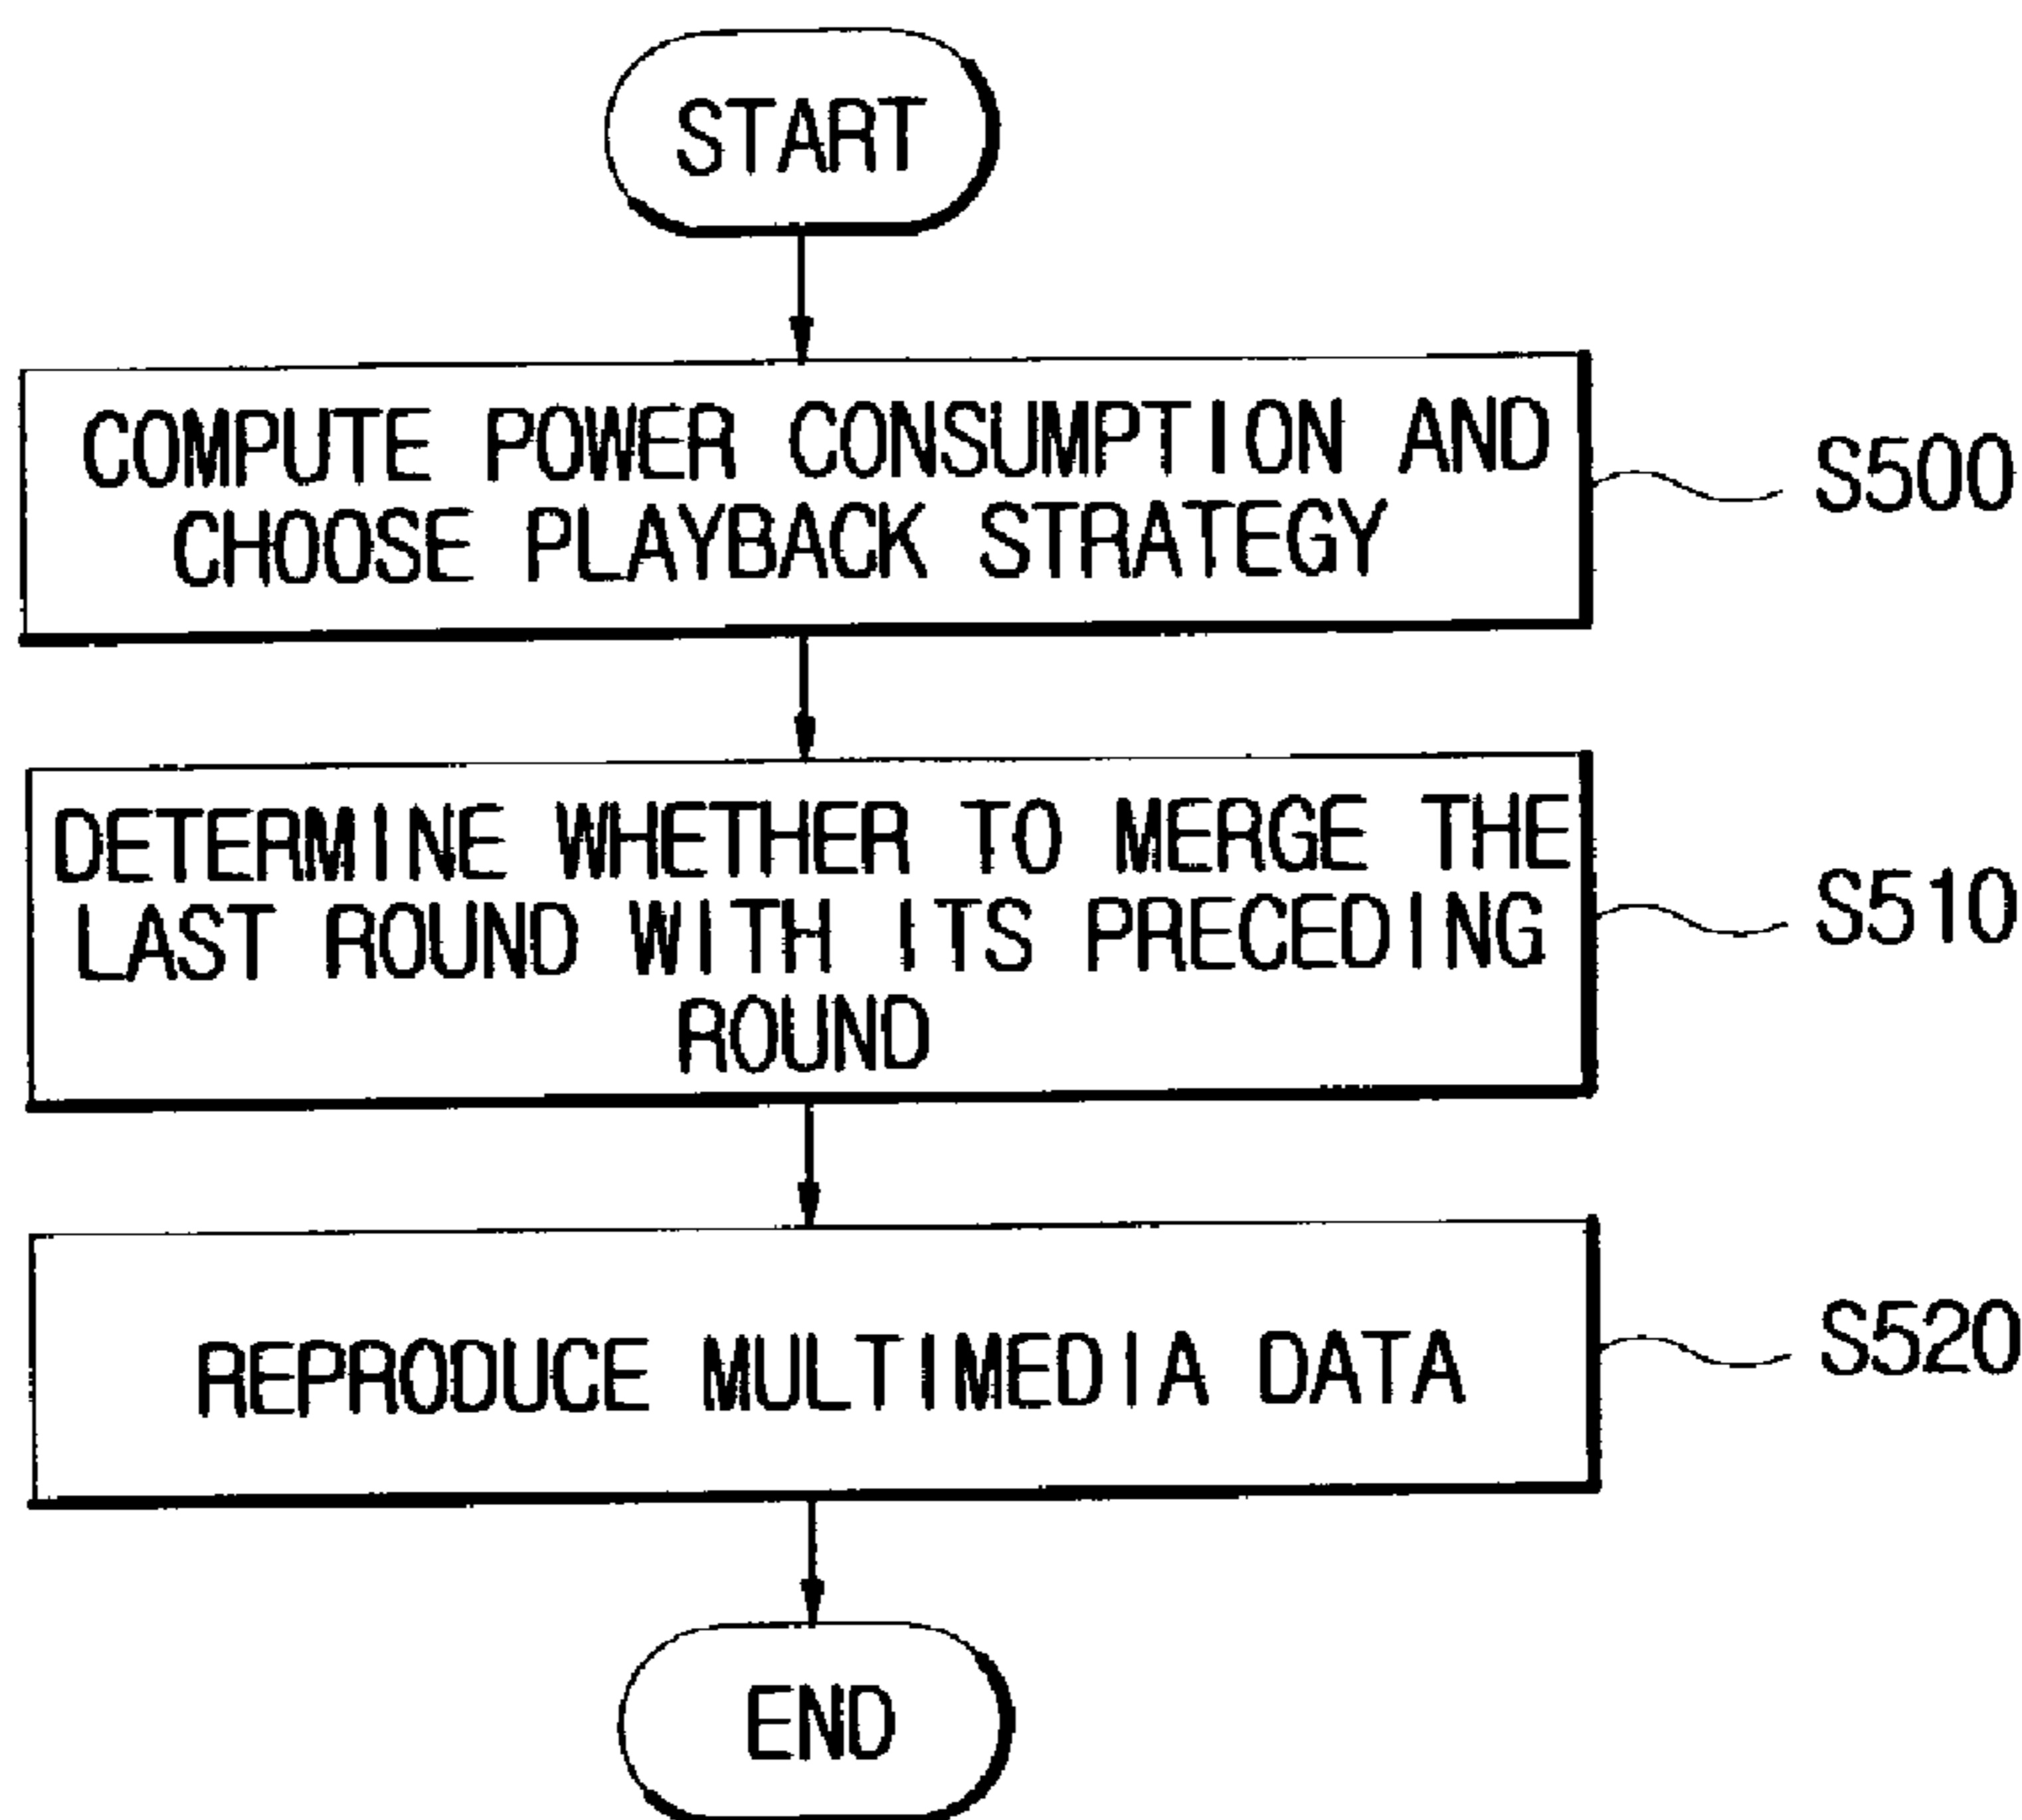 START
COMPUTE POWER CONSUMPTION AND
CHOOSE PLAYBACK STRATEGY
S500
DETERMINE WHETHER TO MERGE THE
LAST ROUND WITH ITS PRECEDING
ROUND
S510
REPRODUCE MULTIMEDIA DATA
S520
END